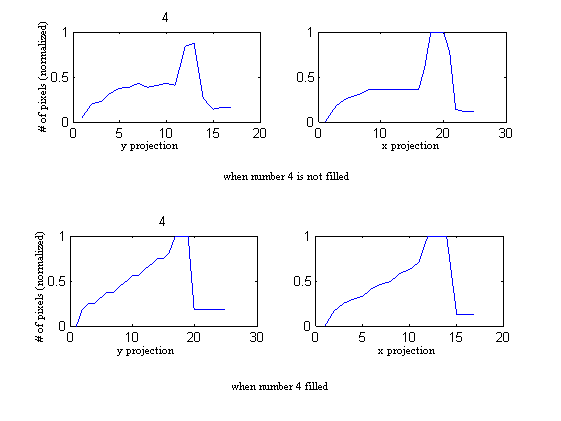 4
1
0.5
0
0 5 10 15 20
y projection
# of pixels (normalized)
1
0.5
0
0 10 20 30
x projection
when number 4 is not filled
4
1
0.5
0
0 10 20 30
y projection
# of pixels (normalized)
1
0.5
0
0 5 10 15 20
x projection
when number 4 filled